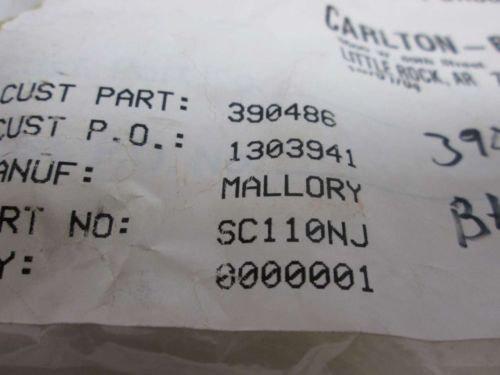 CARLTON –
LITTLE ROCK, AR
CUST PART: 390486
CUST P.O.: 1303941
ANUF: MALLORY
RT NO: SC110NJ
Y: 0000001